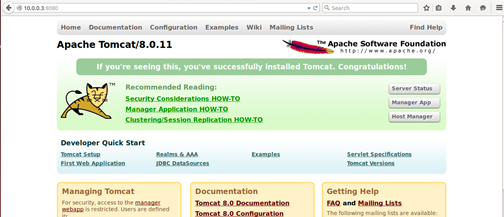 10.0.0.3:8080
Search
Home Documentation Configuration Examples Wiki Mailing Lists Find Help
Apache Tomcat/8.0.11
The Apache Software Foundation
http://www.apache.org/
If you're seeing this, you've successfully installed Tomcat. Congratulations!
TM
Recommended Reading:
Security Considerations HOW-TO
Manager Application HOW-TO
Clustering/Session Replication HOW-TO
Server Status
Manager App
Host Manager
Developer Quick Start
Tomcat Setup Realms & AAA Examples Servlet Specifications
First Web Application JDBC DataSources Tomcat Versions
Managing Tomcat
For security, access to the manager
webapp is restricted. Users are defined
in:
Documentation
Tomcat 8.0 Documentation
Tomcat 8.0 Configuration
Getting Help
FAQ and Mailing Lists
The following mailing lists are available: